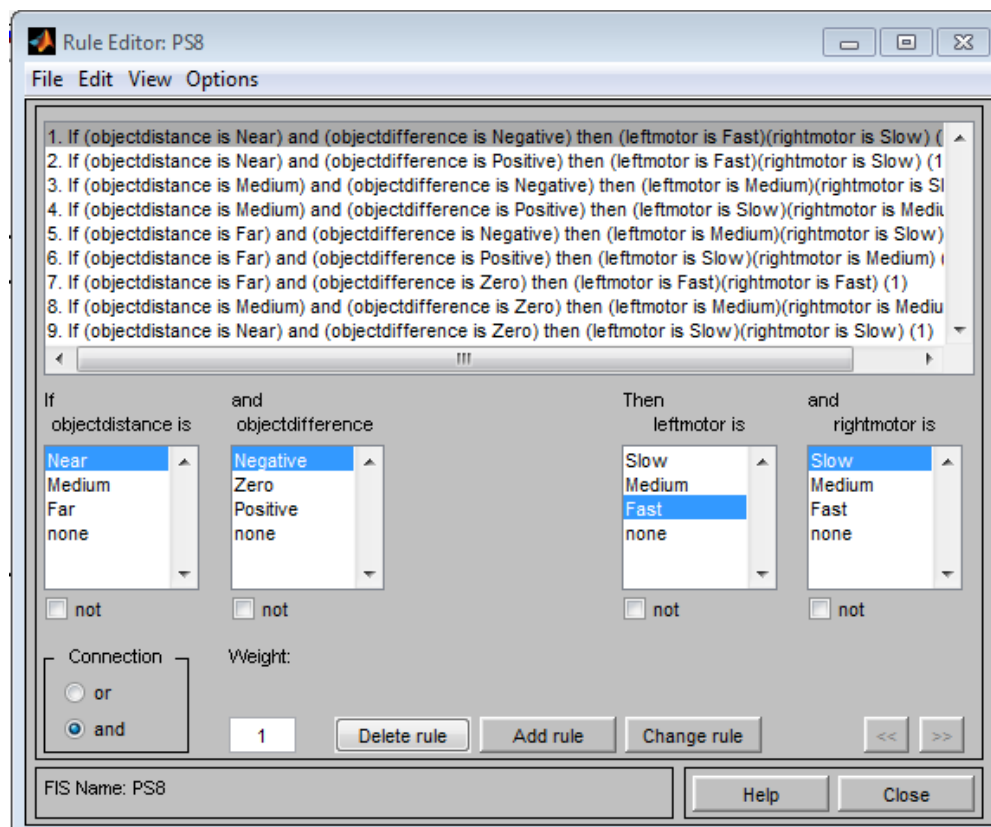 Rule Editor: PS8
File Edit View Options
1. If (objectdistance is Near) and (objectdifference is Negative) then (leftmotor is Fast)(rightmotor is Slow) (
2. If (objectdistance is Near) and (objectdifference is Positive) then (leftmotor is Fast)(rightmotor is Slow) (1
3. If (objectdistance is Medium) and (objectdifference is Negative) then (leftmotor is Medium)(rightmotor is Sl
4. If (objectdistance is Medium) and (objectdifference is Positive) then (leftmotor is Slow)(rightmotor is Mediu
5. If (objectdistance is Far) and (objectdifference is Negative) then (leftmotor is Medium)(rightmotor is Slow)
6. If (objectdistance is Far) and (objectdifference is Positive) then (leftmotor is Slow)(rightmotor is Medium) (
7. If (objectdistance is Far) and (objectdifference is Zero) then (leftmotor is Fast)(rightmotor is Fast) (1)
8. If (objectdistance is Medium) and (objectdifference is Zero) then (leftmotor is Medium)(rightmotor is Mediu
9. If (objectdistance is Near) and (objectdifference is Zero) then (leftmotor is Slow)(rightmotor is Slow) (1)
If
objectdistance is
Near
Medium
Far
none
not
and
objectdifference
Negative
Zero
Positive
none
not
Then
leftmotor is
Slow
Medium
Fast
none
not
and
rightmotor is
Slow
Medium
Fast
none
not
Connection
or
and
Weight:
1
Delete rule
Add rule
Change rule
<<
>>
FIS Name: PS8
Help
Close